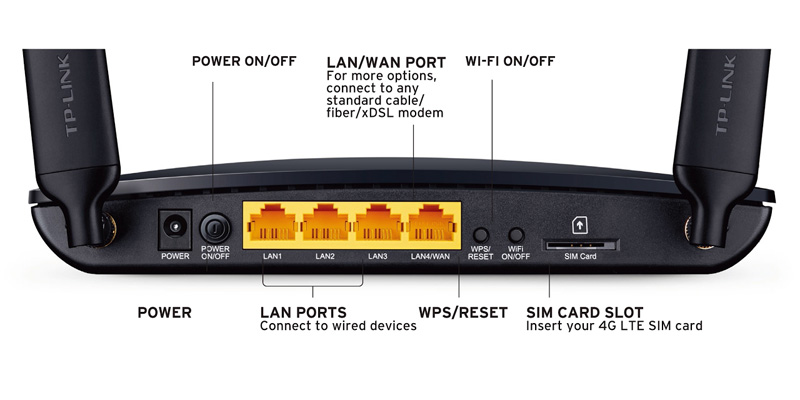 POWER ON/OFF
LAN/WAN PORT
For more options,
connect to any
standard cable/
fiber/xDSL modem
WI-FI ON/OFF
TP-LINK
TP-LINK
POWER
POWER
ON/OFF
LAN1
LAN2
LAN3
LAN4/WAN
WPS/
RESET
WiFi
ON/OFF
SIM Card
POWER
LAN PORTS
Connect to wired devices
WPS/RESET
SIM CARD SLOT
Insert your 4G LTE SIM card